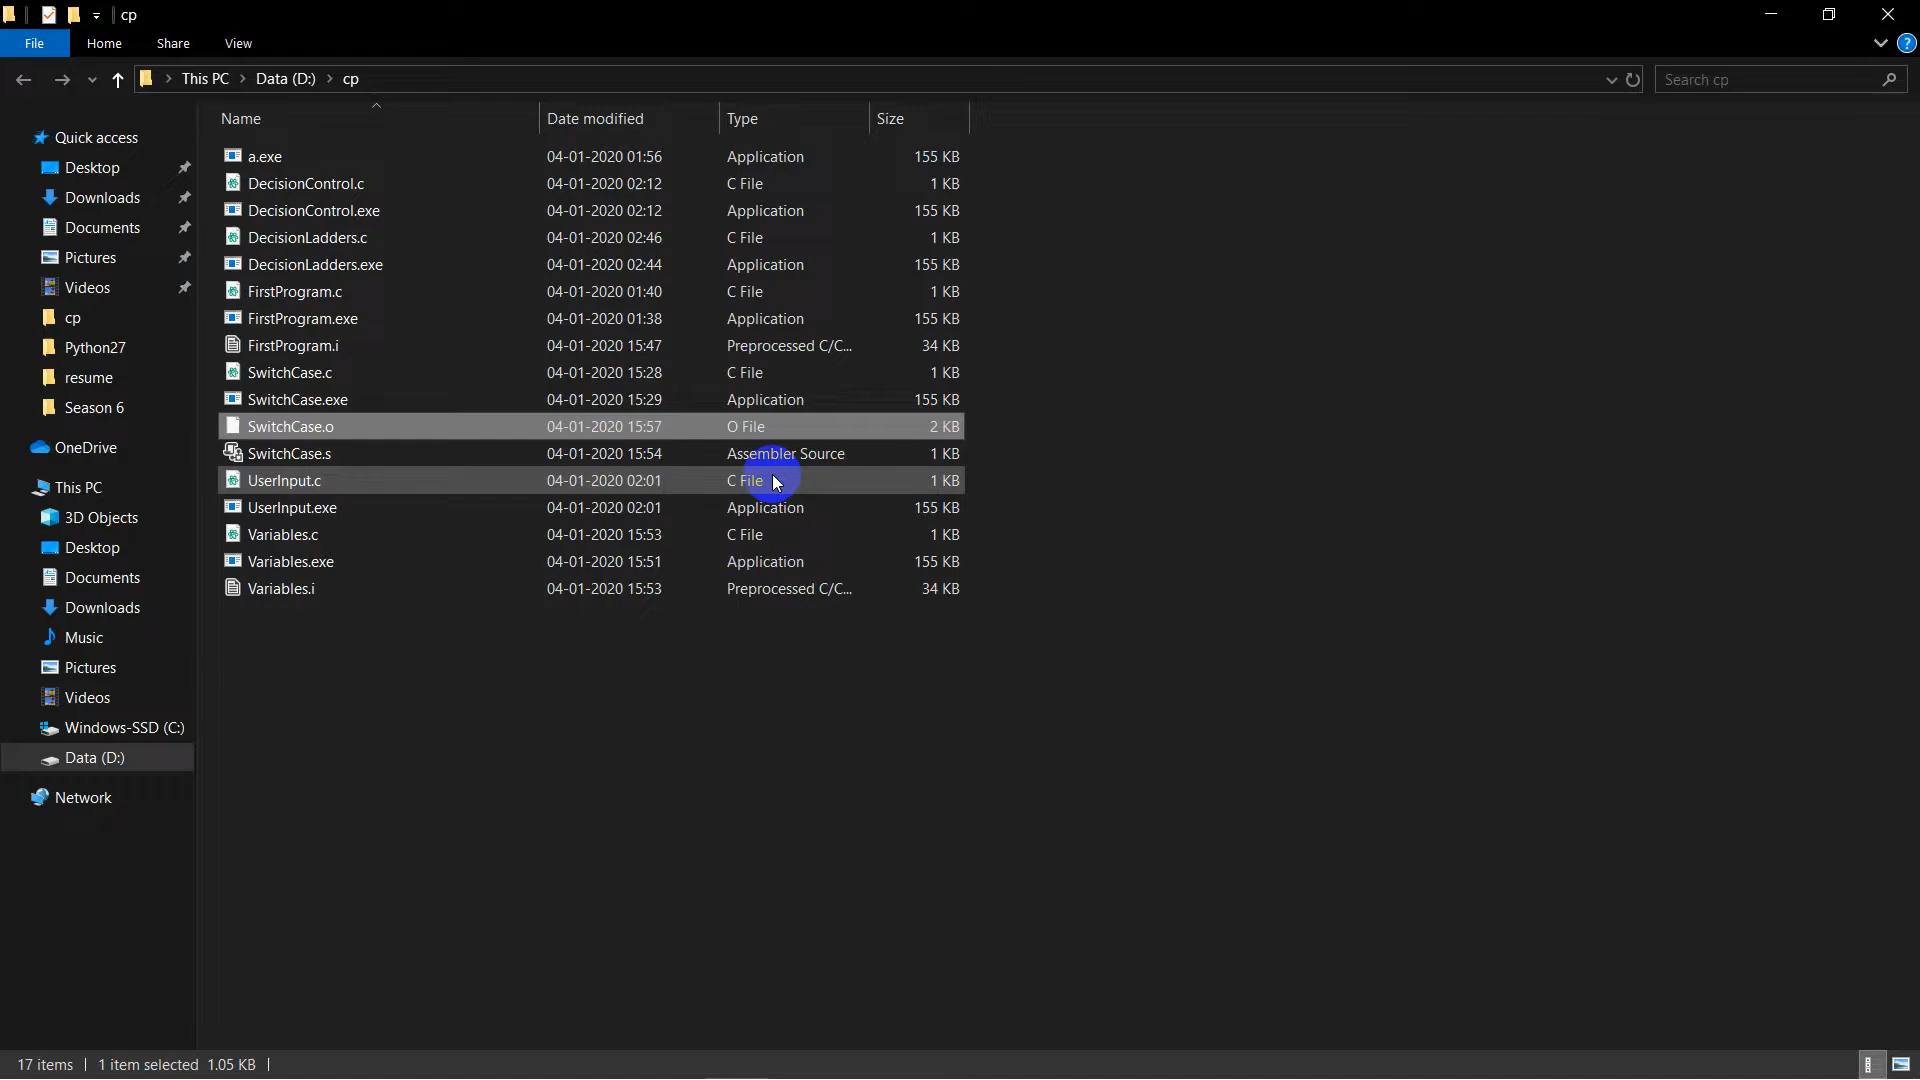 cp
File Home Share View
This PC Data (D:) cp Search cp
Name Date modified Type Size
Quick access
Desktop
Downloads
Documents
Pictures
Videos
cp
Python27
resume
Season 6
OneDrive
This PC
3D Objects
Desktop
Documents
Downloads
Music
Pictures
Videos
Windows-SSD (C:)
Data (D:)
Network
a.exe 04-01-2020 01:56 Application 155 KB
DecisionControl.c 04-01-2020 02:12 C File 1 KB
DecisionControl.exe 04-01-2020 02:12 Application 155 KB
DecisionLadders.c 04-01-2020 02:46 C File 1 KB
DecisionLadders.exe 04-01-2020 02:44 Application 155 KB
FirstProgram.c 04-01-2020 01:40 C File 1 KB
FirstProgram.exe 04-01-2020 01:38 Application 155 KB
FirstProgram.i 04-01-2020 15:47 Preprocessed C/C... 34 KB
SwitchCase.c 04-01-2020 15:28 C File 1 KB
SwitchCase.exe 04-01-2020 15:29 Application 155 KB
SwitchCase.o 04-01-2020 15:57 O File 2 KB
SwitchCase.s 04-01-2020 15:54 Assembler Source 1 KB
UserInput.c 04-01-2020 02:01 C File 1 KB
UserInput.exe 04-01-2020 02:01 Application 155 KB
Variables.c 04-01-2020 15:53 C File 1 KB
Variables.exe 04-01-2020 15:51 Application 155 KB
Variables.i 04-01-2020 15:53 Preprocessed C/C... 34 KB
17 items 1 item selected 1.05 KB